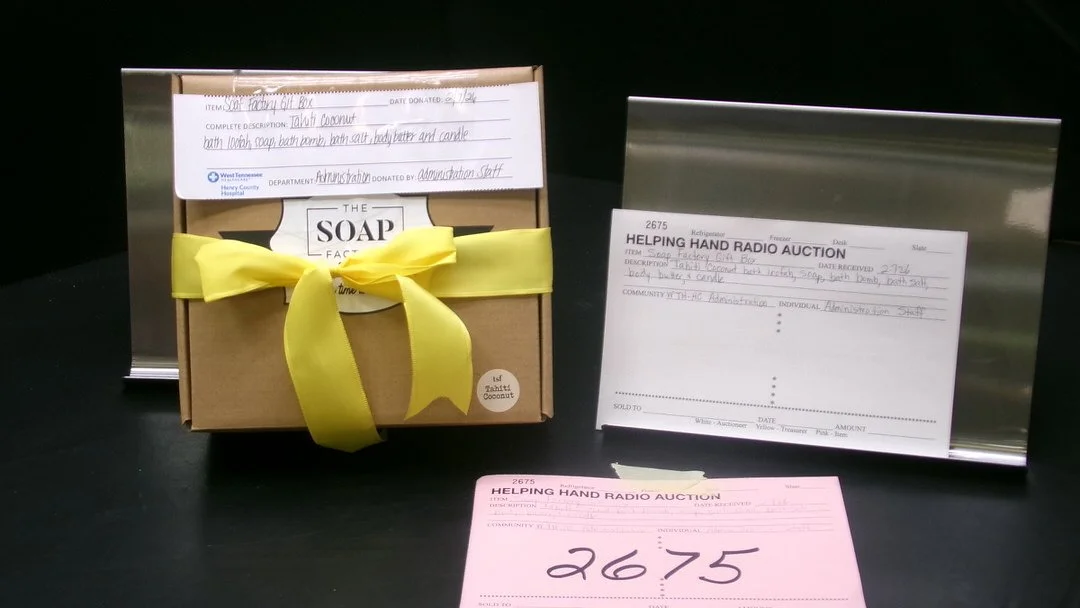 ITEM: Soap Factory Gift Box DATE DONATED:
COMPLETE DESCRIPTION: Tahiti Coconut
bath loofah, soap, bath bomb, bath salt, body butter and candle
West Tennessee
HEALTHCARE
Henry County
Hospital
DEPARTMENT: Administration DONATED BY: administration staff
THE
SOAP
time
tsf
Tahiti
Coconut
2675 Refrigerator Freezer Desk Slate
HELPING HAND RADIO AUCTION
ITEM Soap Factory Gift Box DATE RECEIVED
DESCRIPTION Tahiti Coconut bath loofah, soap, bath bomb, bath salt,
body butter, & candle
COMMUNITY Administration INDIVIDUAL Administration Staff
SOLD TO DATE AMOUNT
White - Auctioneer Yellow - Treasurer Pink - Item
2675 Refrigerator Slate
HELPING HAND RADIO AUCTION
ITEM DATE RECEIVED
DESCRIPTION
COMMUNITY INDIVIDUAL
2675
SOLD TO DATE AMOUNT